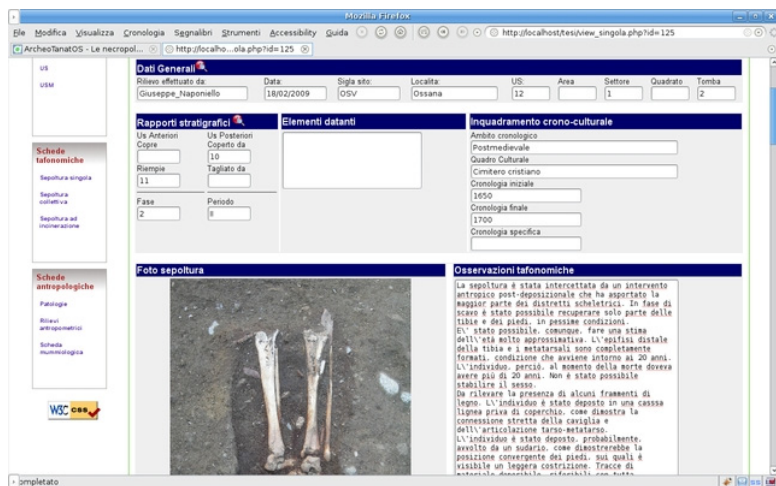 Mozilla Firefox
File Modifica Visualizza Cronologia Segnalibri Strumenti Accessibility Guida http://localhost/tesi/view_singola.php?id=125
ArcheoTanatOS - Le necropol... http://localho...ola.php?id=125
US
USM
Schede
tafonomiche
Sepoltura singola
Sepoltura
collettiva
Sepoltura ad
incinerazione
Schede
antropologiche
Patologie
Rilievi
antropometrici
Scheda
mummiologica
W3C css
Dati Generali
Rilievo effettuato da: Data: Sigla sito: Localita: US: Area Settore Quadrato Tomba
Giuseppe_Naponiello 18/02/2009 OSV Ossana 12 1 2
Rapporti stratigrafici
Us Anteriori Us Posteriori
Copre Coperto da
10
Riempie Tagliato da
11
Fase Periodo
2 II
Elementi datanti
Inquadramento crono-culturale
Ambito cronologico
Postmedievale
Quadro Culturale
Cimitero cristiano
Cronologia iniziale
1650
Cronologia finale
1700
Cronologia specifica
Foto sepoltura
Osservazioni tafonomiche
La sepoltura è stata intercettata da un intervento
antropico post-deposizionale che ha asportato la
maggior parte dei distretti scheletrici. In fase di
scavo è stato possibile recuperare solo parte delle
tibie e dei piedi, in pessime condizioni.
E\' stato possibile, comunque, fare una stima
dell\'età molto approssimativa. L\'epifisi distale
della tibia e i metatarsali sono completamente
formati, condizione che avviene intorno ai 20 anni.
L\'individuo, perciò, al momento della morte doveva
avere più di 20 anni. Non è stato possibile
stabilire il sesso.
Da rilevare la presenza di alcuni frammenti di
legno. L\'individuo è stato deposto in una casssa
lignea priva di coperchio, come dimostra la
connessione stretta della caviglia e
dell\'articolazione tarso-metatarso.
L\'individuo è stato deposto, probabilmente,
avvolto da un sudario, come dimostrerebbe la
posizione convergente dei piedi, sui quali è
visibile un leggera costrizione. Tracce di
materiale deponibile, riferibili con tutta
ompletato